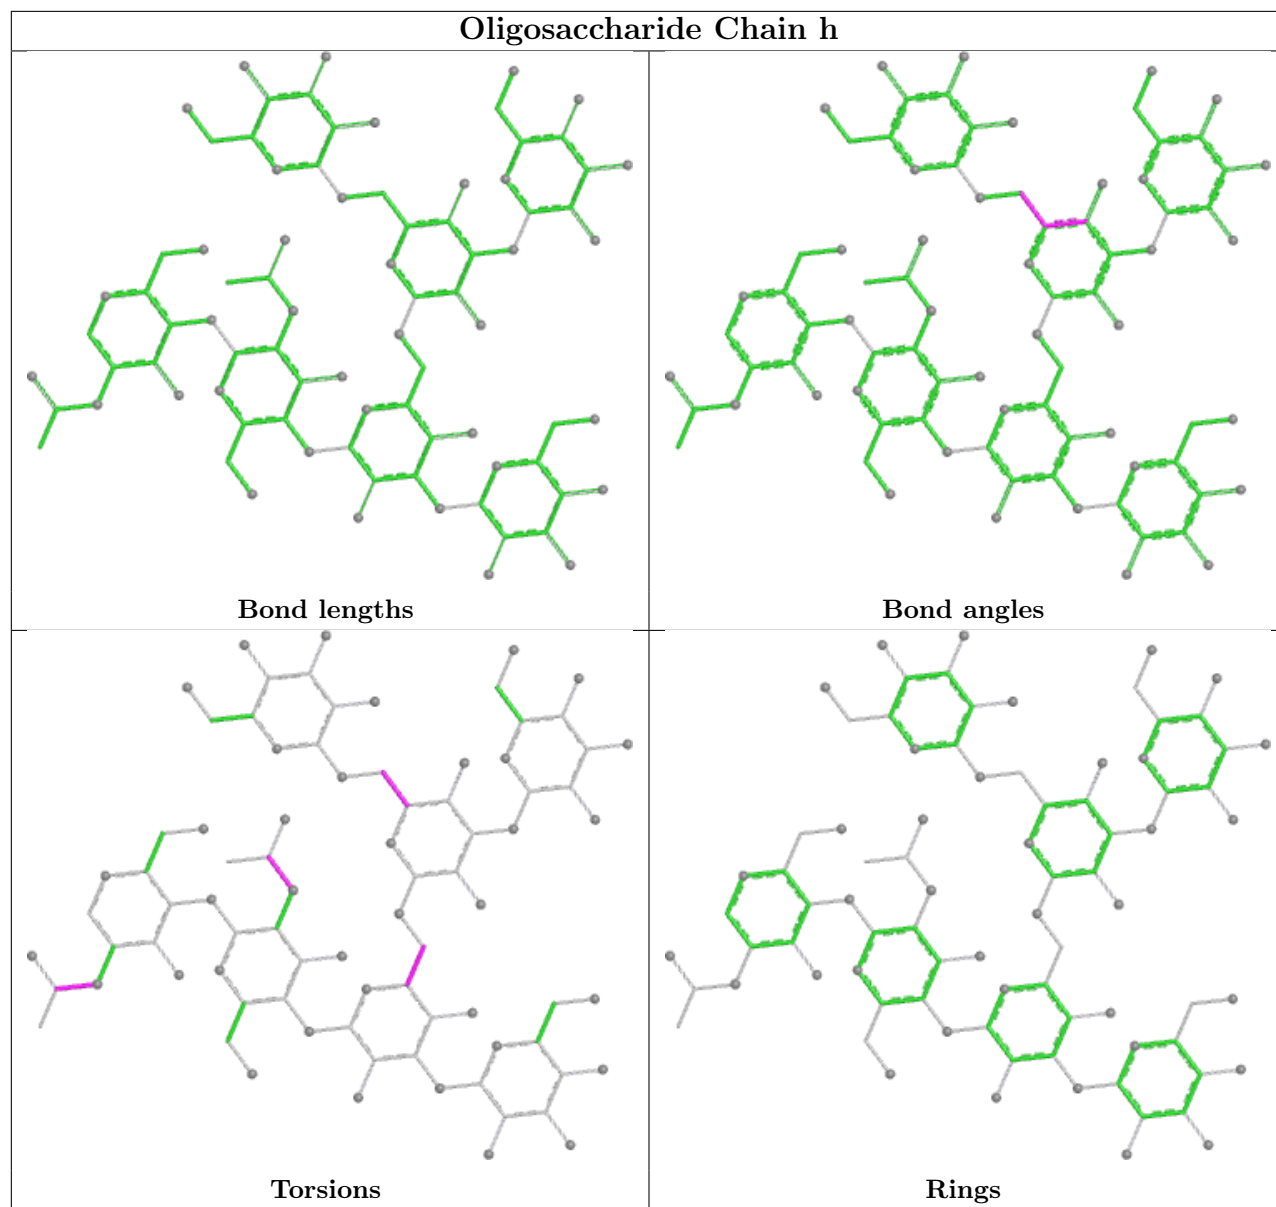 Oligosaccharide Chain h
Bond lengths
Bond angles
Torsions
Rings